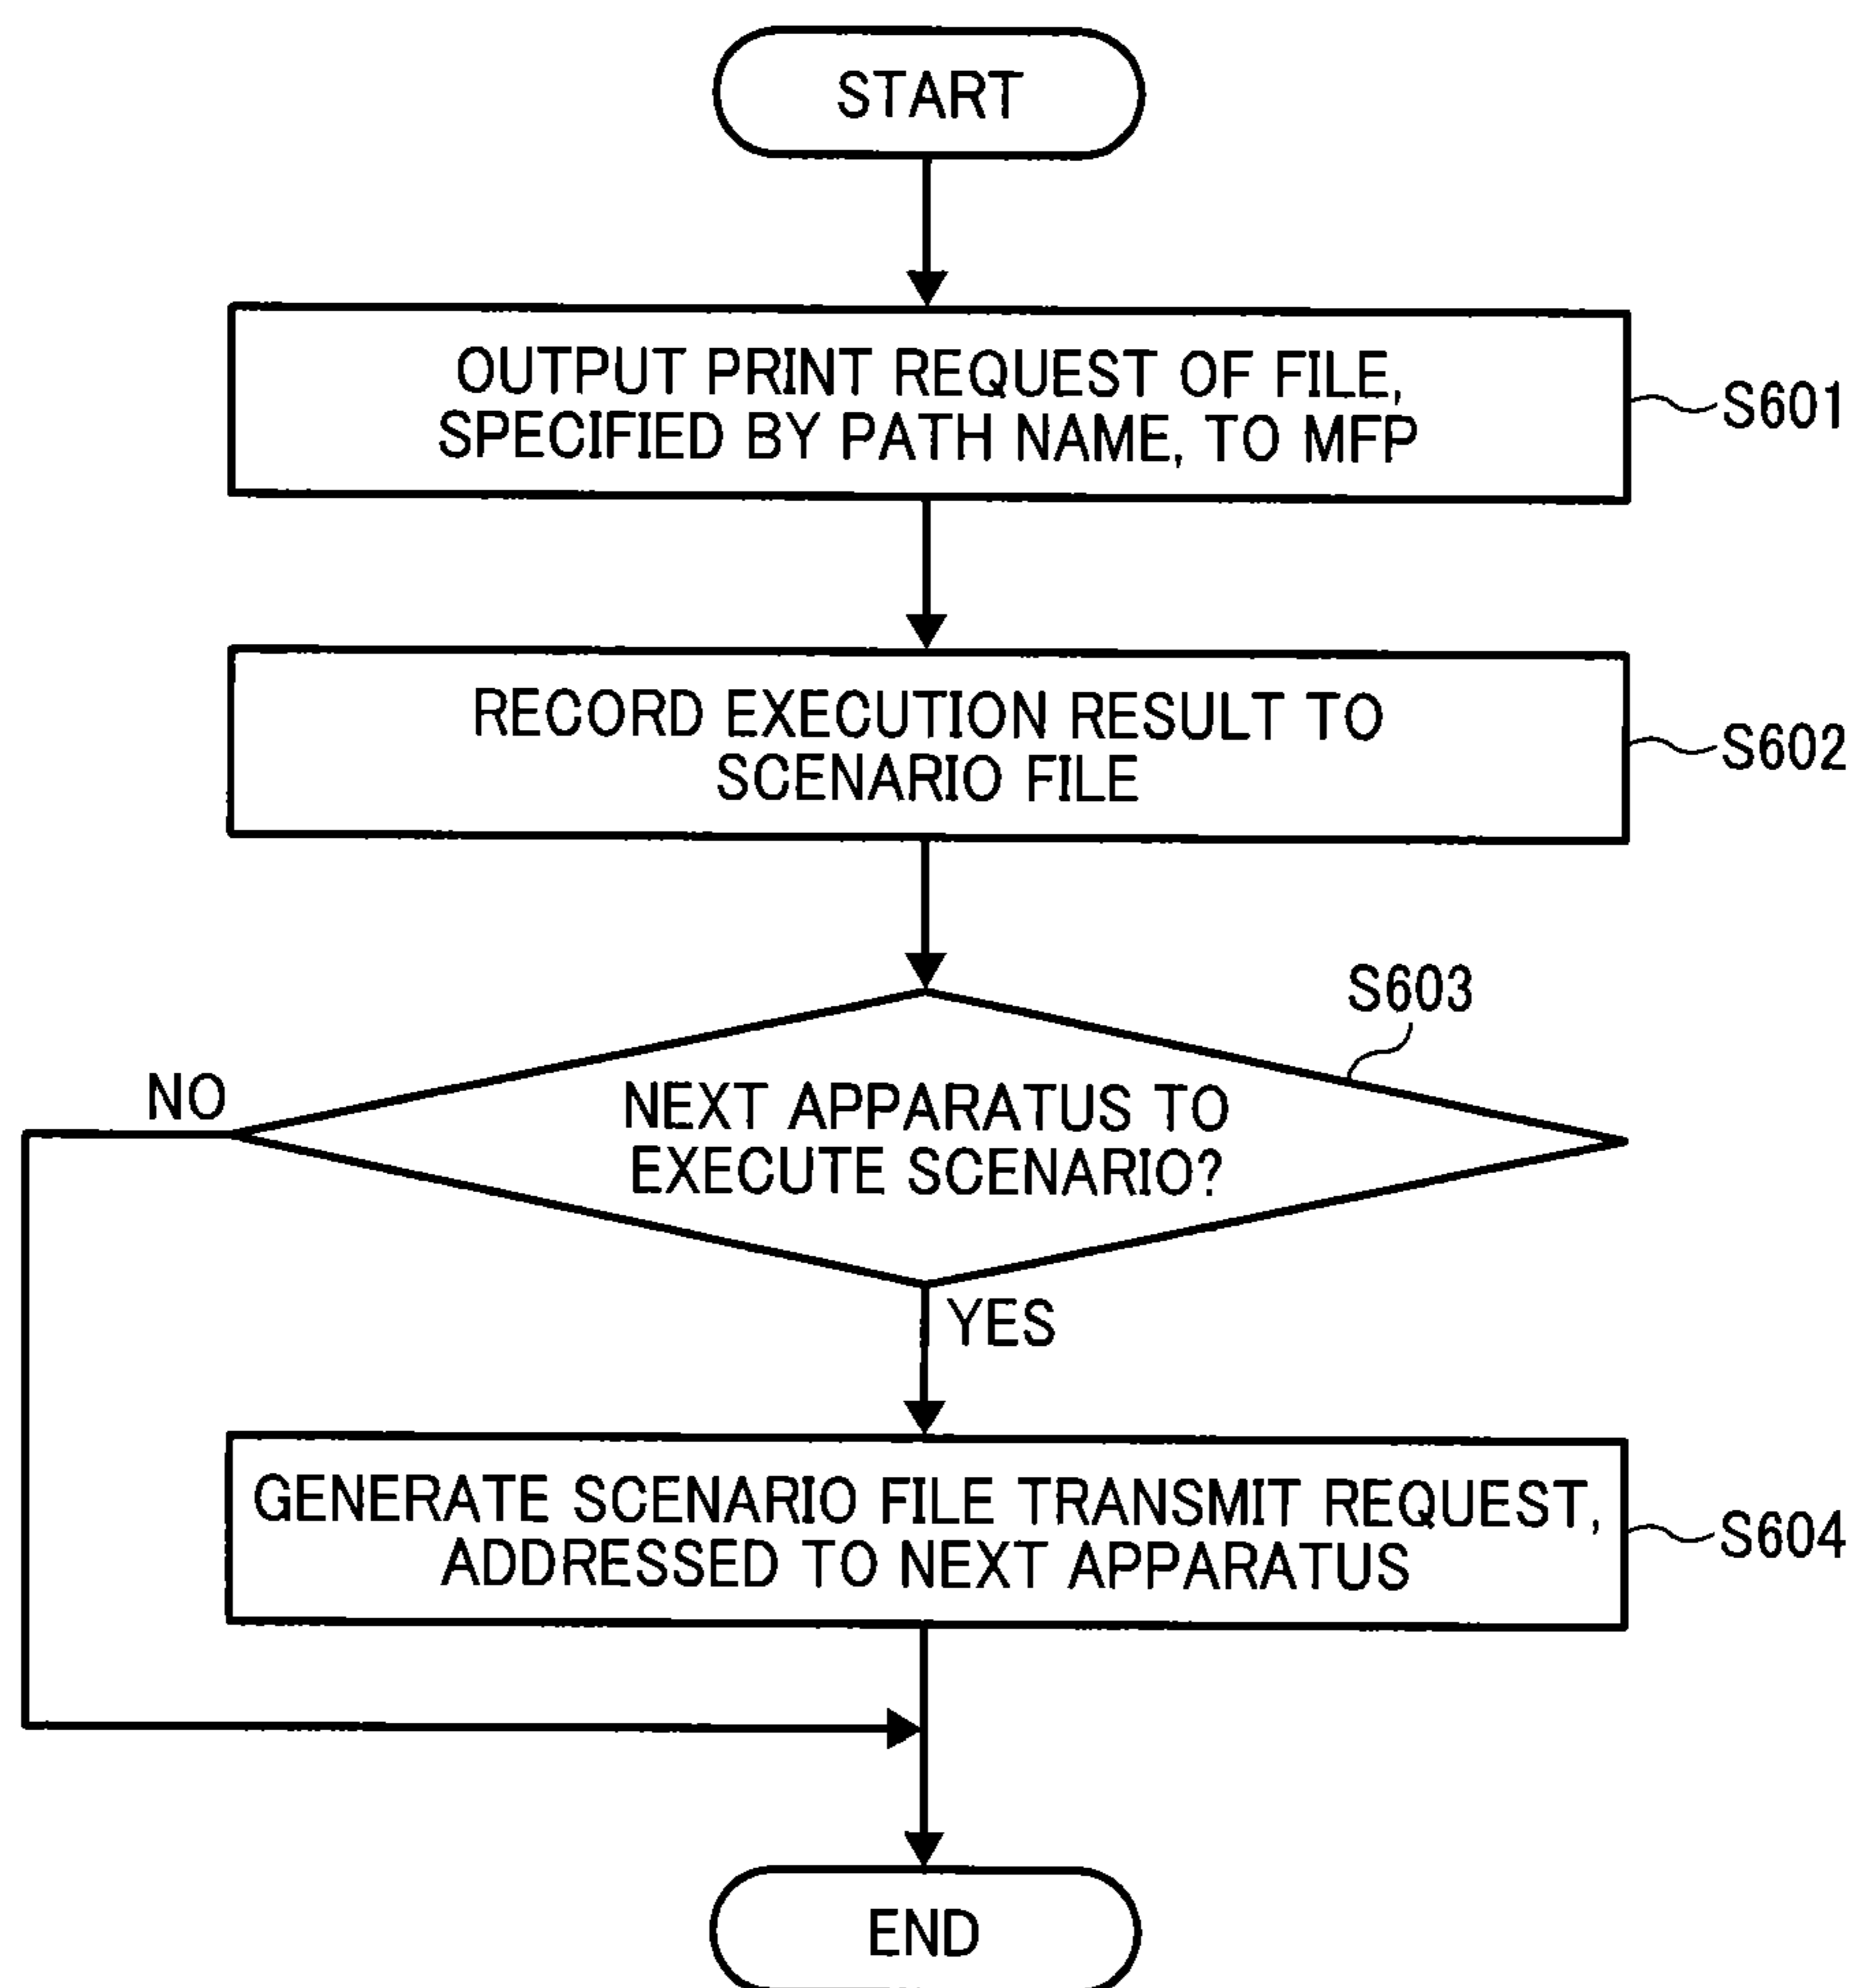 START
OUTPUT PRINT REQUEST OF FILE,
SPECIFIED BY PATH NAME, TO MFP
S601
RECORD EXECUTION RESULT TO
SCENARIO FILE
S602
S603
NEXT APPARATUS TO
EXECUTE SCENARIO?
NO
YES
GENERATE SCENARIO FILE TRANSMIT REQUEST,
ADDRESSED TO NEXT APPARATUS
S604
END